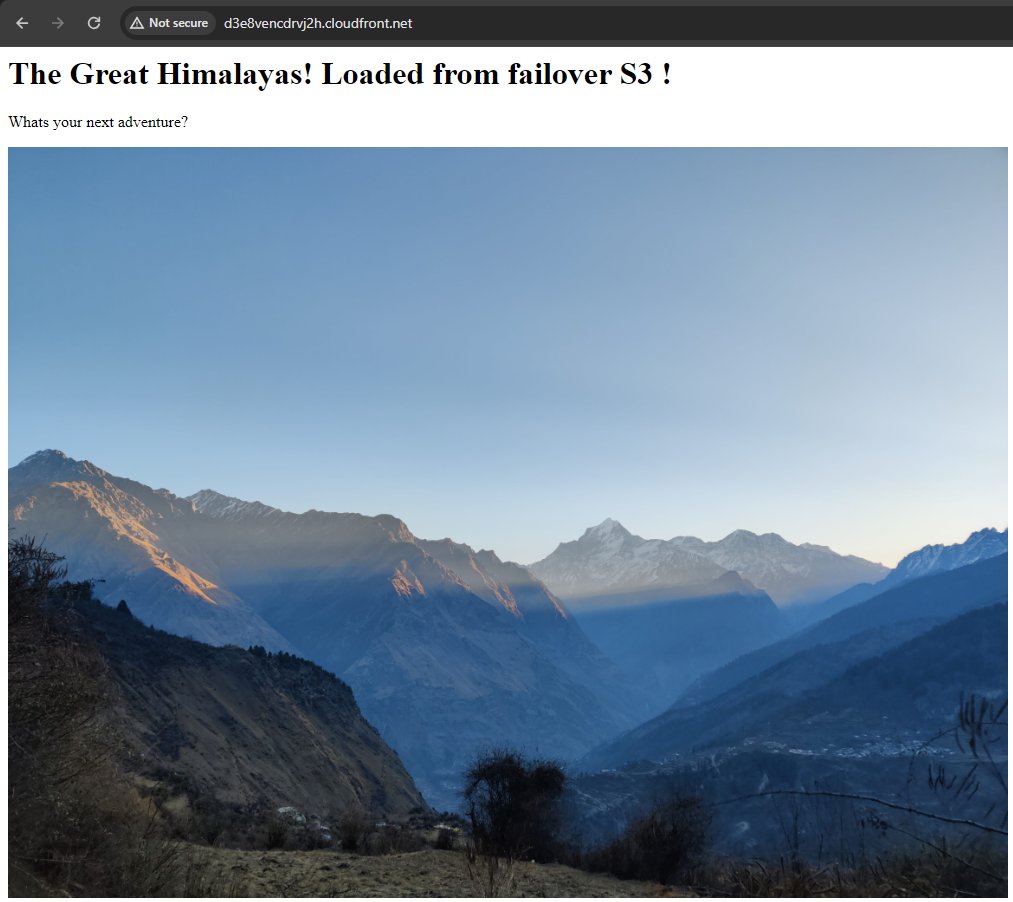 Not secure d3e8vencdrvj2h.cloudfront.net
The Great Himalayas! Loaded from failover S3 !
Whats your next adventure?